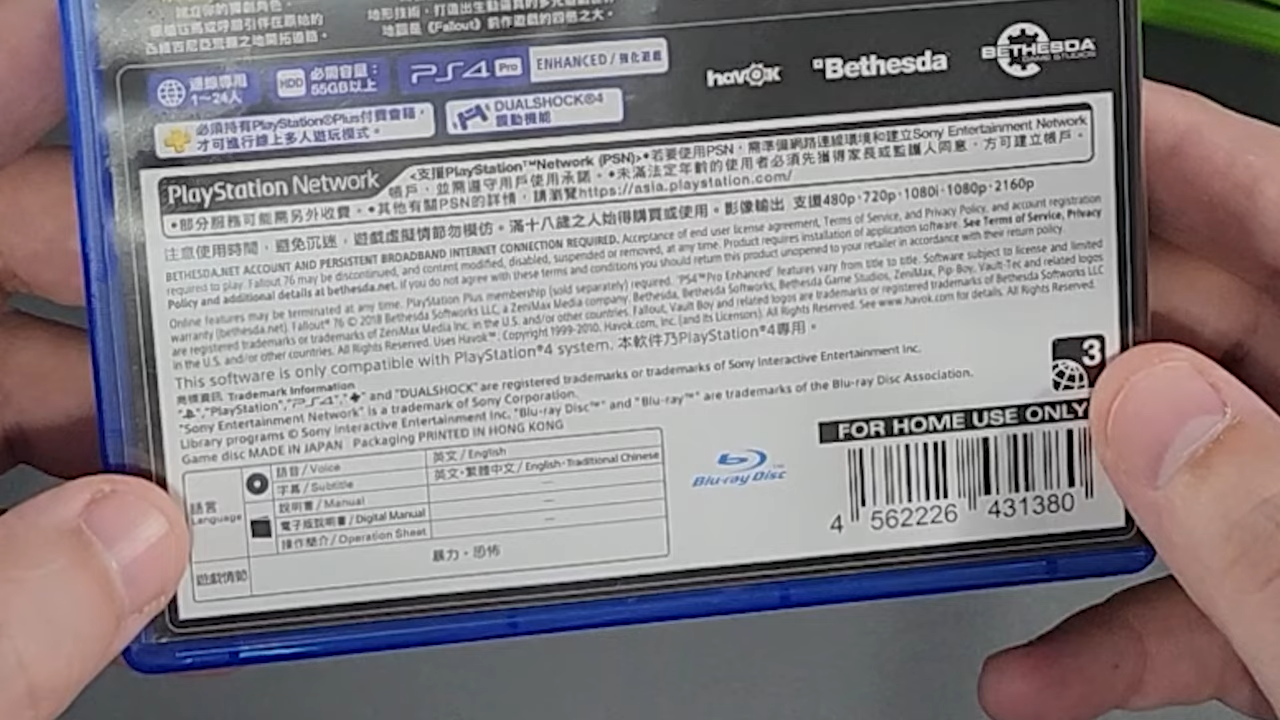 建立你的獨創角色。
地形技術,打造出生動逼真的多元遊戲世界。
地圖是《Fallout》前作遊戲的四倍之大。
連線專用
1~24人
HDD
必需容量:
55GB以上
PS4 Pro
ENHANCED / 強化遊戲
必須持有PlayStation®Plus付費會籍,
才可進行線上多人遊玩模式。
DUALSHOCK®4
震動機能
havok
Bethesda
BETHESDA
GAME STUDIOS
PlayStation Network
<支援PlayStation™Network (PSN)>•若要使用PSN,需準備網路連線環境和建立Sony Entertainment Network
帳戶,並需遵守用戶使用承諾。•未滿法定年齡的使用者必須先獲得家長或監護人同意,方可建立帳戶。
•部分服務可能需另外收費。•其他有關PSN的詳情,請瀏覽https://asia.playstation.com/
注意使用時間,避免沉迷,遊戲虛擬情節勿模仿。滿十八歲之人始得購買或使用。影像輸出 支援480p·720p·1080i·1080p·2160p
BETHESDA.NET ACCOUNT AND PERSISTENT BROADBAND INTERNET CONNECTION REQUIRED. Acceptance of end user license agreement, Terms of Service, and Privacy Policy, and account registration
required to play. Fallout 76 may be discontinued, and content modified, disabled, suspended or removed, at any time. Product requires installation of application software. See Terms of Service, Privacy
Policy and additional details at bethesda.net. If you do not agree with these terms and conditions you should return this product unopened to your retailer in accordance with their return policy.
Online features may be terminated at any time. PlayStation Plus membership (sold separately) required. "PS4™Pro Enhanced" features vary from title to title. Software subject to license and limited
warranty (bethesda.net). Fallout® 76 © 2018 Bethesda Softworks LLC, a ZeniMax Media company. Bethesda, Bethesda Softworks, Bethesda Game Studios, ZeniMax, Pip-Boy, Vault-Tec and related logos
are registered trademarks or trademarks of ZeniMax Media Inc. in the U.S. and/or other countries. Fallout, Vault Boy and related logos are trademarks or registered trademarks of Bethesda Softworks LLC
in the U.S. and/or other countries. All Rights Reserved. Uses Havok™. Copyright 1999-2010. Havok.com, Inc. (and its Licensors). All Rights Reserved. See www.havok.com for details. All Rights Reserved.
This software is only compatible with PlayStation®4 system. 本軟件乃PlayStation®4專用。
商標資訊 Trademark Information
"PlayStation", "PS4", and "DUALSHOCK" are registered trademarks or trademarks of Sony Interactive Entertainment Inc.
"Sony Entertainment Network" is a trademark of Sony Corporation.
Library programs © Sony Interactive Entertainment Inc. "Blu-ray Disc™" and "Blu-ray™" are trademarks of the Blu-ray Disc Association.
Game disc MADE IN JAPAN Packaging PRINTED IN HONG KONG
語言
Language
語音 / Voice
英文 / English
字幕 / Subtitle
英文·繁體中文 / English·Traditional Chinese
說明書 / Manual
—
電子版說明書 / Digital Manual
—
操作簡介 / Operation Sheet
—
遊戲情節
暴力·恐怖
Blu-ray Disc™
3
FOR HOME USE ONLY
4 562226 431380